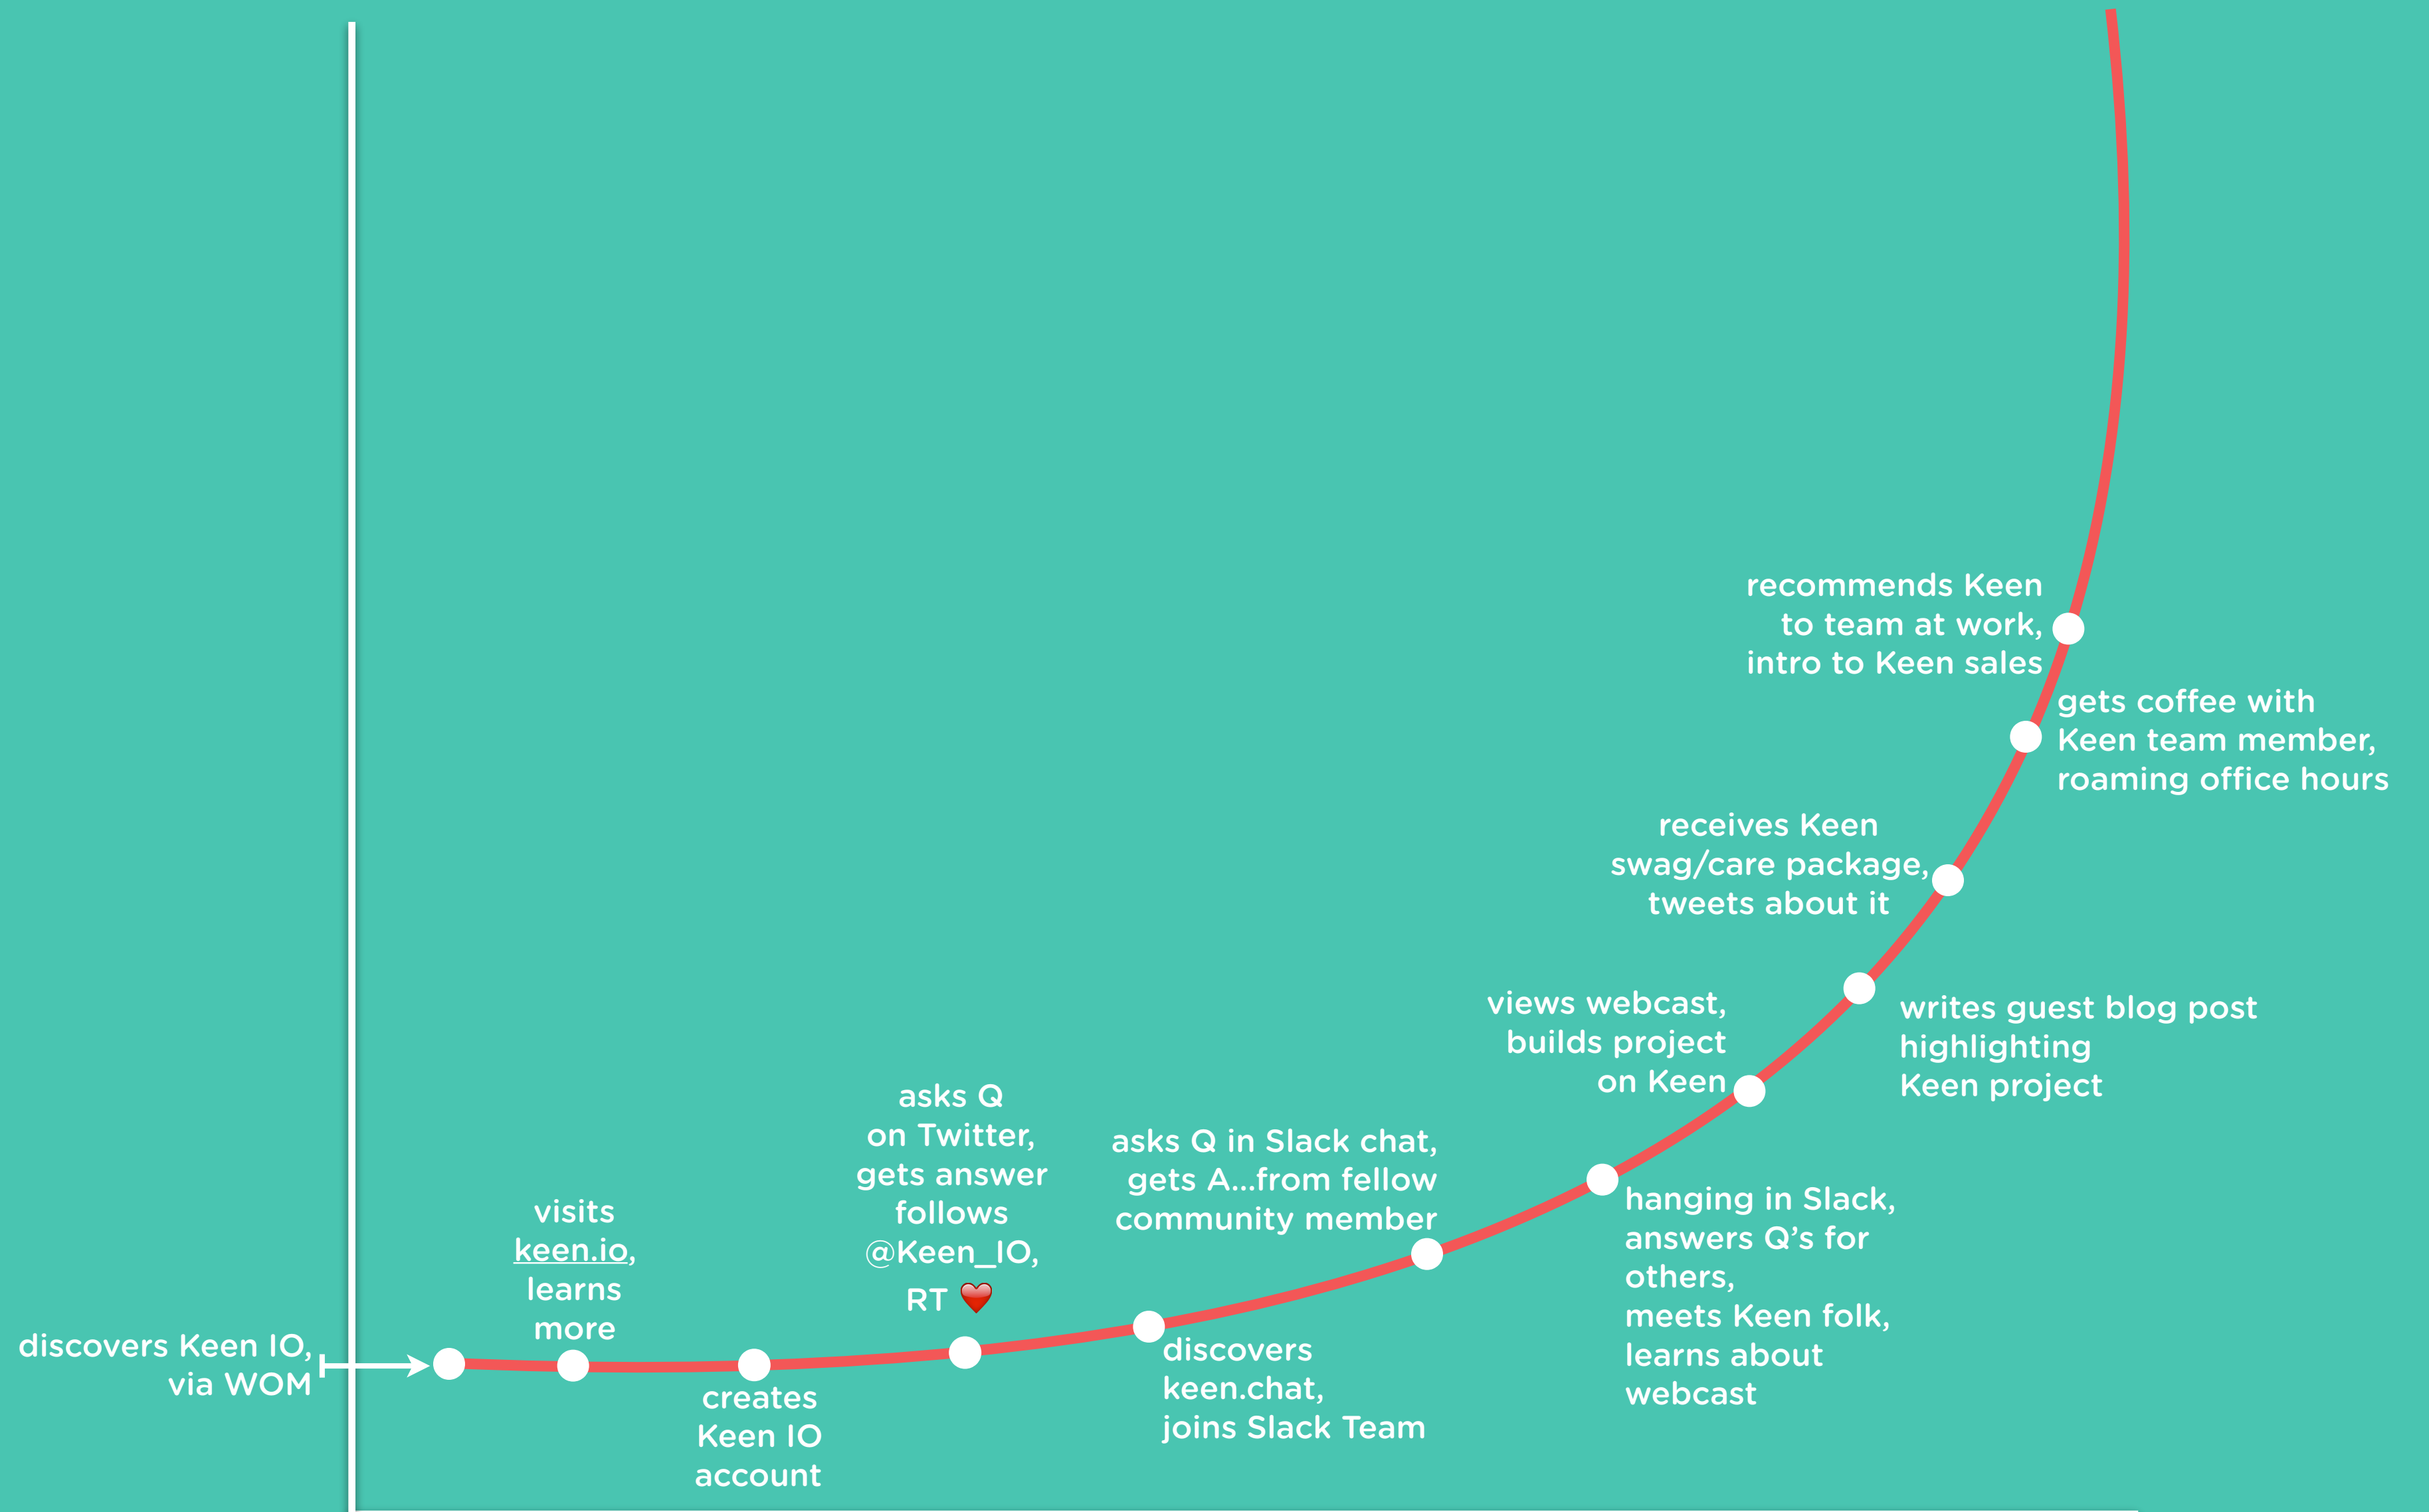 discovers Keen IO,
via WOM
visits
keen.io,
learns
more
creates
Keen IO
account
asks Q
on Twitter,
gets answer
follows
@Keen_IO,
RT ❤️
discovers
keen.chat,
joins Slack Team
asks Q in Slack chat,
gets A...from fellow
community member
hanging in Slack,
answers Q’s for
others,
meets Keen folk,
learns about
webcast
views webcast,
builds project
on Keen
writes guest blog post
highlighting
Keen project
receives Keen
swag/care package,
tweets about it
gets coffee with
Keen team member,
roaming office hours
recommends Keen
to team at work,
intro to Keen sales